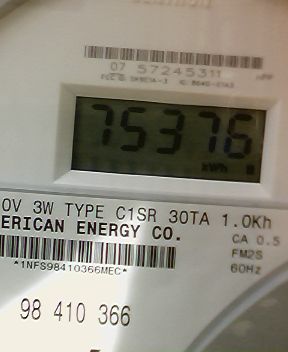 07 57245311
75376
kWh
0V 3W TYPE C1SR 30TA 1.0Kh
ERICAN ENERGY CO.
CA 0.5
FM2S
60Hz
*1NFS98410366MEC*
98 410 366